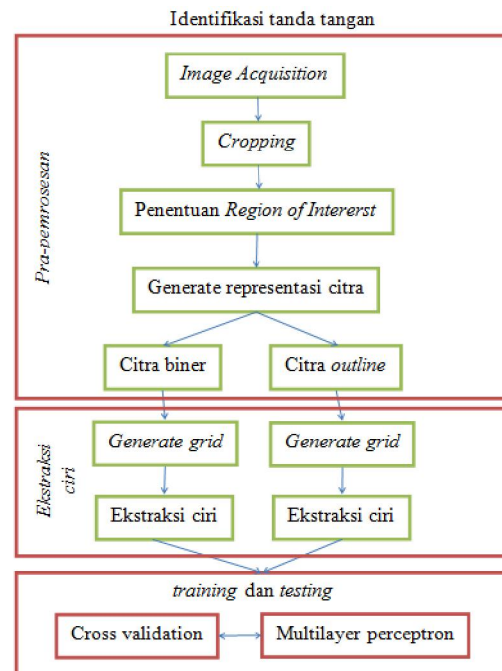 Identifikasi tanda tangan
Pra-pemrosesan
Image Acquisition
Cropping
Penentuan Region of Intererst
Generate representasi citra
Citra biner
Citra outline
Ekstraksi
ciri
Generate grid
Generate grid
Ekstraksi ciri
Ekstraksi ciri
training dan testing
Cross validation
Multilayer perceptron